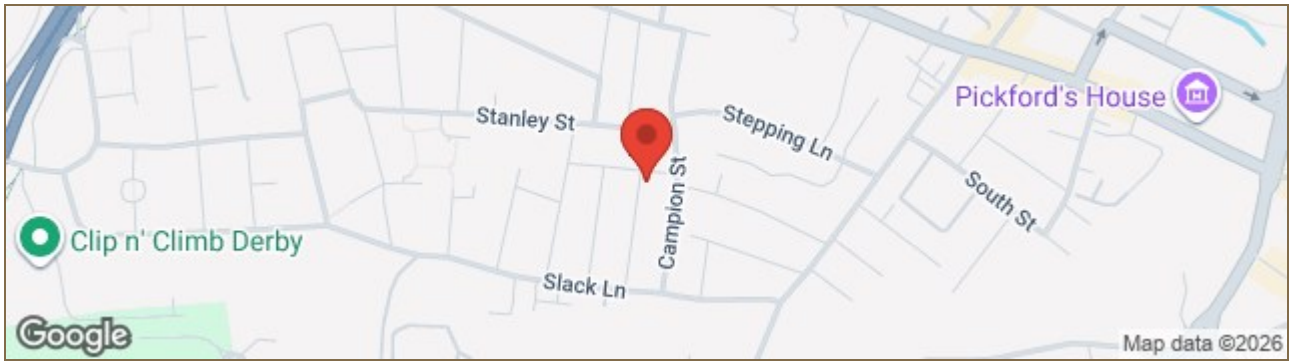 Pickford's House
Stanley St
Stepping Ln
South St
Campion St
Clip n' Climb Derby
Slack Ln
Google
Map data ©2026